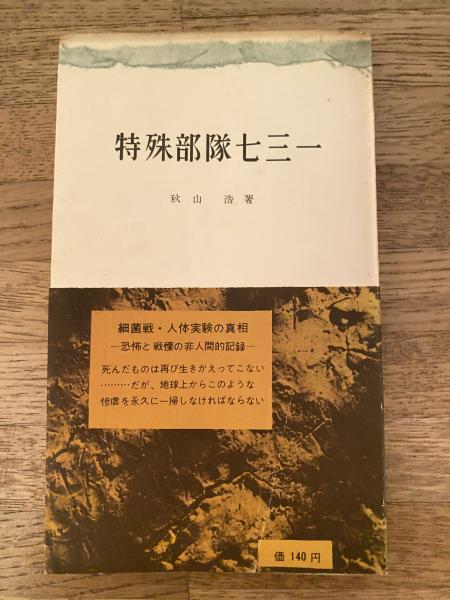 特殊部隊七三一
秋山 浩著
細菌戦・人体実験の真相
―恐怖と戦慄の非人間的記録―
死んだものは再び生きかえってこない
………だが、地球上からこのような
惨虐を永久に一掃しなければならない
価 140 円